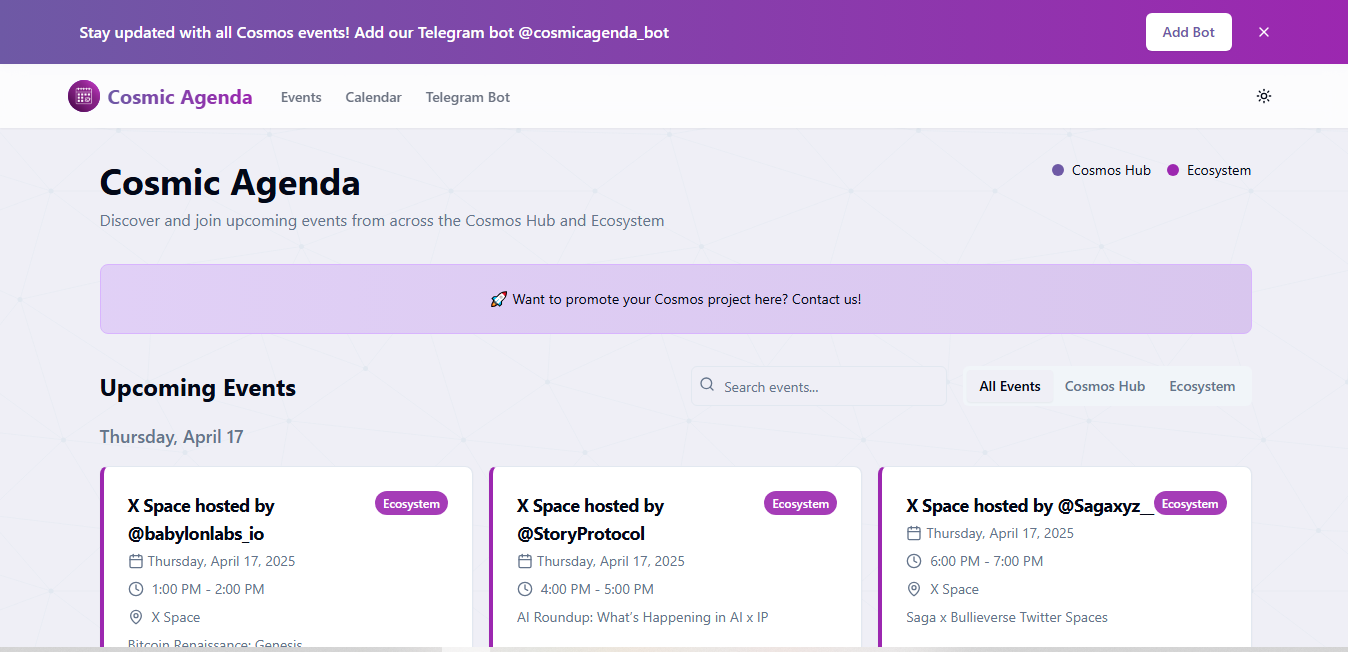 Stay updated with all Cosmos events! Add our Telegram bot @cosmicagenda_bot
Add Bot
Cosmic Agenda
Events
Calendar
Telegram Bot
Cosmic Agenda
Cosmos Hub
Ecosystem
Discover and join upcoming events from across the Cosmos Hub and Ecosystem
🚀 Want to promote your Cosmos project here? Contact us!
Upcoming Events
Search events...
All Events
Cosmos Hub
Ecosystem
Thursday, April 17
X Space hosted by
@babylonlabs_io
Ecosystem
Thursday, April 17, 2025
1:00 PM - 2:00 PM
X Space
Bitcoin Renaissance: Genesis
X Space hosted by
@StoryProtocol
Ecosystem
Thursday, April 17, 2025
4:00 PM - 5:00 PM
AI Roundup: What's Happening in AI x IP
X Space hosted by @Sagaxyz__
Ecosystem
Thursday, April 17, 2025
6:00 PM - 7:00 PM
X Space
Saga x Bullieverse Twitter Spaces